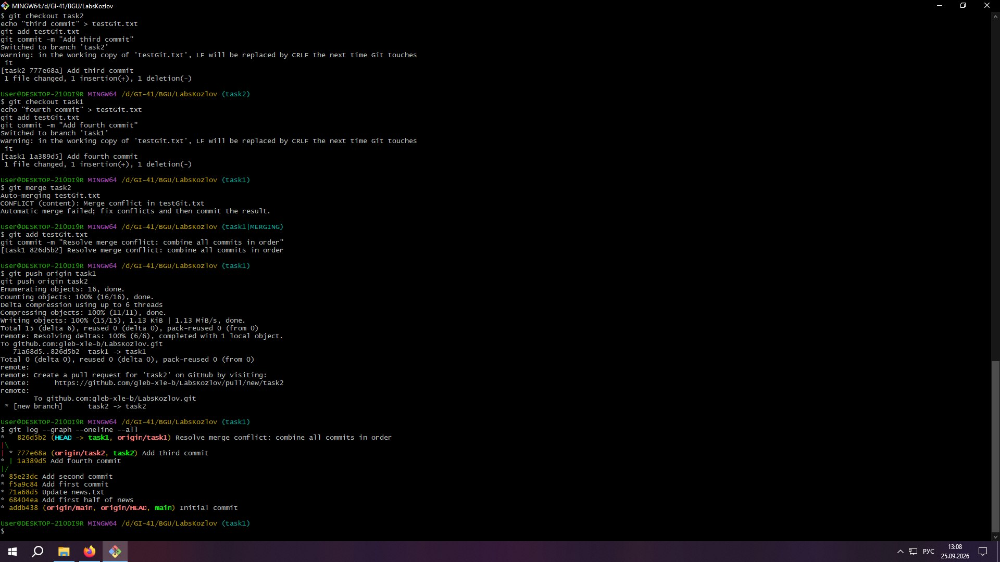 MINGW64:/d/GI-41/BGU/LabsKozlov
$ git checkout task2
echo "third commit" > testGit.txt
git add testGit.txt
git commit -m "Add third commit"
Switched to branch 'task2'
warning: in the working copy of 'testGit.txt', LF will be replaced by CRLF the next time Git touches
 it
[task2 777e68a] Add third commit
 1 file changed, 1 insertion(+), 1 deletion(-)
User@DESKTOP-210DI9R MINGW64 /d/GI-41/BGU/LabsKozlov (task2)
$ git checkout task1
echo "fourth commit" > testGit.txt
git add testGit.txt
git commit -m "Add fourth commit"
Switched to branch 'task1'
warning: in the working copy of 'testGit.txt', LF will be replaced by CRLF the next time Git touches
 it
[task1 1a389d5] Add fourth commit
 1 file changed, 1 insertion(+), 1 deletion(-)
User@DESKTOP-210DI9R MINGW64 /d/GI-41/BGU/LabsKozlov (task1)
$ git merge task2
Auto-merging testGit.txt
CONFLICT (content): Merge conflict in testGit.txt
Automatic merge failed; fix conflicts and then commit the result.
User@DESKTOP-210DI9R MINGW64 /d/GI-41/BGU/LabsKozlov (task1|MERGING)
$ git add testGit.txt
git commit -m "Resolve merge conflict: combine all commits in order"
[task1 826d5b2] Resolve merge conflict: combine all commits in order
User@DESKTOP-210DI9R MINGW64 /d/GI-41/BGU/LabsKozlov (task1)
$ git push origin task1
git push origin task2
Enumerating objects: 16, done.
Counting objects: 100% (16/16), done.
Delta compression using up to 6 threads
Compressing objects: 100% (11/11), done.
Writing objects: 100% (15/15), 1.13 KiB | 1.13 MiB/s, done.
Total 15 (delta 6), reused 0 (delta 0), pack-reused 0 (from 0)
remote: Resolving deltas: 100% (6/6), completed with 1 local object.
To github.com:gleb-xle-b/LabsKozlov.git
   71a68d5..826d5b2  task1 -> task1
Total 0 (delta 0), reused 0 (delta 0), pack-reused 0 (from 0)
remote:
remote: Create a pull request for 'task2' on GitHub by visiting:
remote:      https://github.com/gleb-xle-b/LabsKozlov/pull/new/task2
remote:
        To github.com:gleb-xle-b/LabsKozlov.git
 * [new branch]      task2 -> task2
User@DESKTOP-210DI9R MINGW64 /d/GI-41/BGU/LabsKozlov (task1)
$ git log --graph --oneline --all
*   826d5b2 (HEAD -> task1, origin/task1) Resolve merge conflict: combine all commits in order
|\
| * 777e68a (origin/task2, task2) Add third commit
* | 1a389d5 Add fourth commit
|/
* 85e23dc Add second commit
* f5a9c84 Add first commit
* 71a68d5 Update news.txt
* 68404ea Add first half of news
* addb438 (origin/main, origin/HEAD, main) Initial commit
User@DESKTOP-210DI9R MINGW64 /d/GI-41/BGU/LabsKozlov (task1)
$
РУС
13:08
25.09.2026